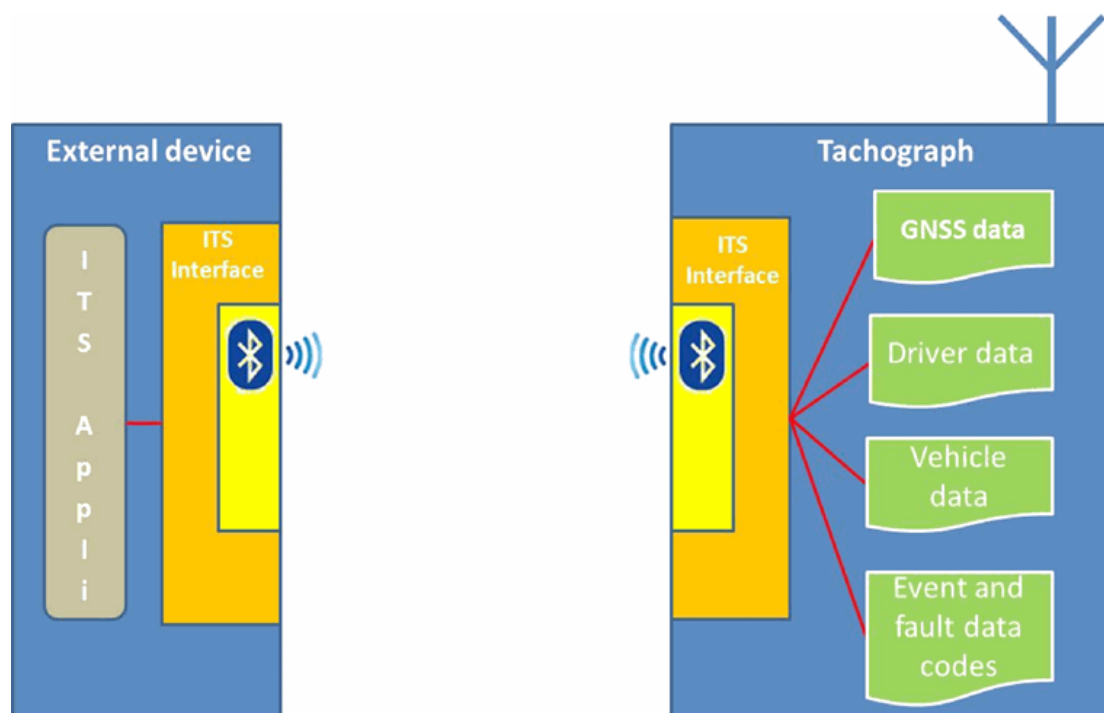 External device
ITS
Interface
I
T
S
A
p
p
l
i
Tachograph
ITS
Interface
GNSS data
Driver data
Vehicle
data
Event and
fault data
codes